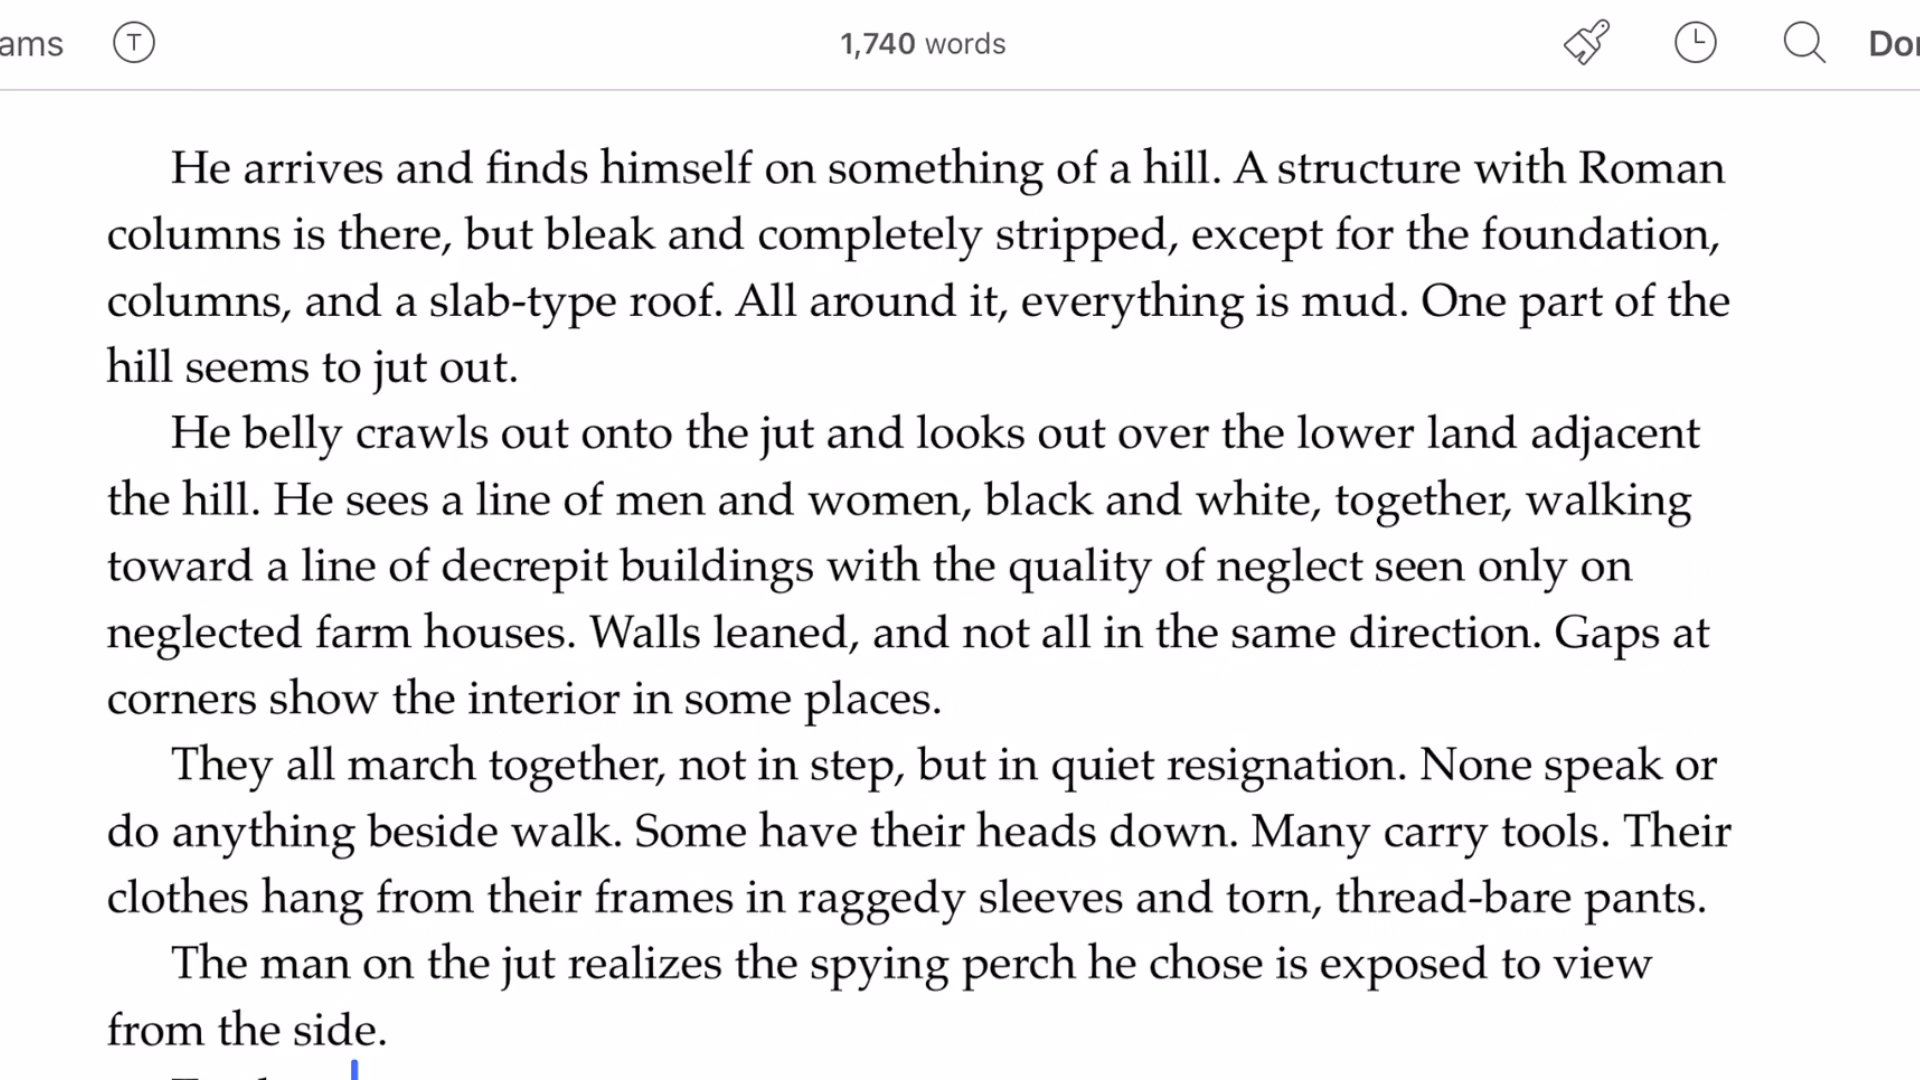 ams T 1,740 words Do
He arrives and finds himself on something of a hill. A structure with Roman
columns is there, but bleak and completely stripped, except for the foundation,
columns, and a slab-type roof. All around it, everything is mud. One part of the
hill seems to jut out.
He belly crawls out onto the jut and looks out over the lower land adjacent
the hill. He sees a line of men and women, black and white, together, walking
toward a line of decrepit buildings with the quality of neglect seen only on
neglected farm houses. Walls leaned, and not all in the same direction. Gaps at
corners show the interior in some places.
They all march together, not in step, but in quiet resignation. None speak or
do anything beside walk. Some have their heads down. Many carry tools. Their
clothes hang from their frames in raggedy sleeves and torn, thread-bare pants.
The man on the jut realizes the spying perch he chose is exposed to view
from the side.